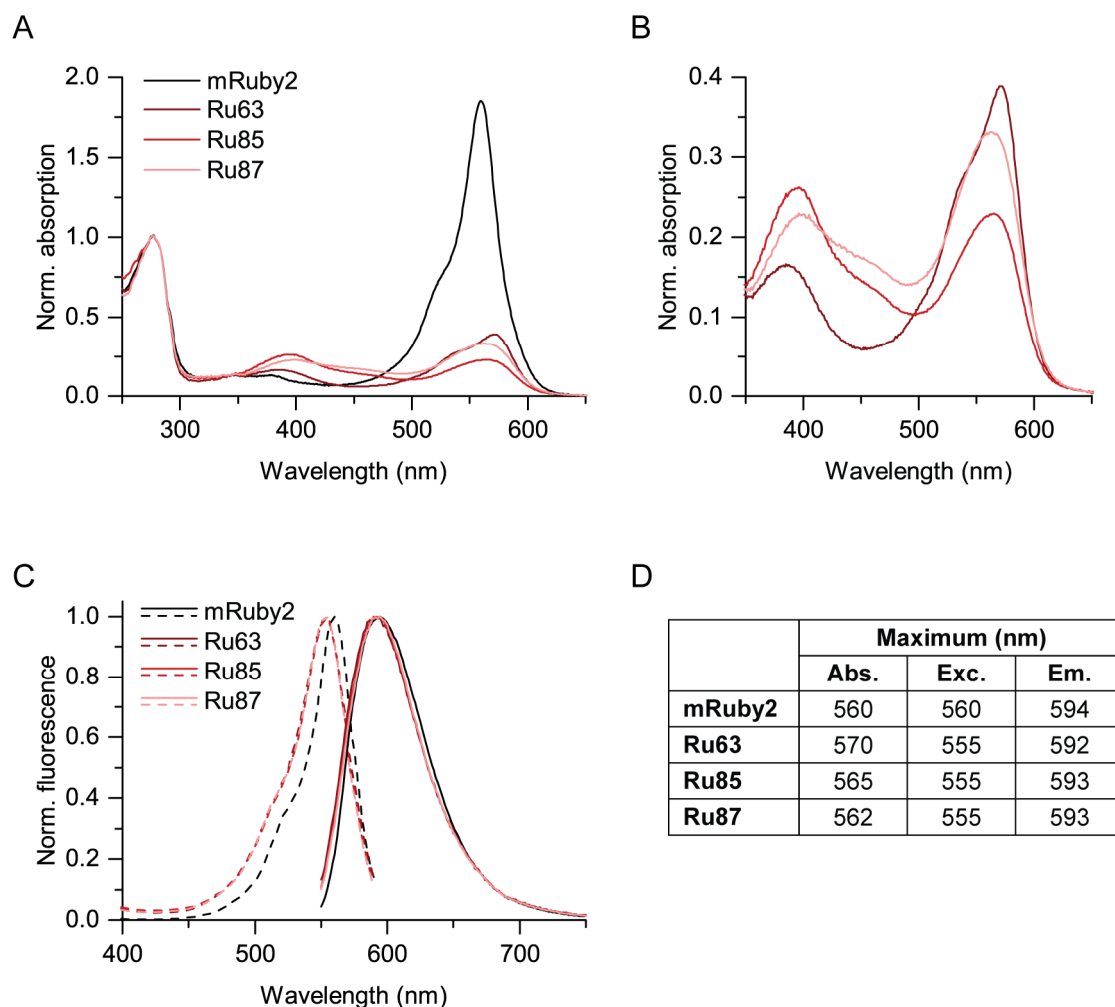 A
B
2.0
1.5
1.0
0.5
0.0
Norm. absorption
mRuby2
Ru63
Ru85
Ru87
300
400
500
600
Wavelength (nm)
0.4
0.3
0.2
0.1
0.0
Norm. absorption
400
500
600
Wavelength (nm)
C
D
1.0
0.8
0.6
0.4
0.2
0.0
Norm. fluorescence
mRuby2
Ru63
Ru85
Ru87
400
500
600
700
Wavelength (nm)
Maximum (nm)
Abs. Exc. Em.
mRuby2 560 560 594
Ru63 570 555 592
Ru85 565 555 593
Ru87 562 555 593